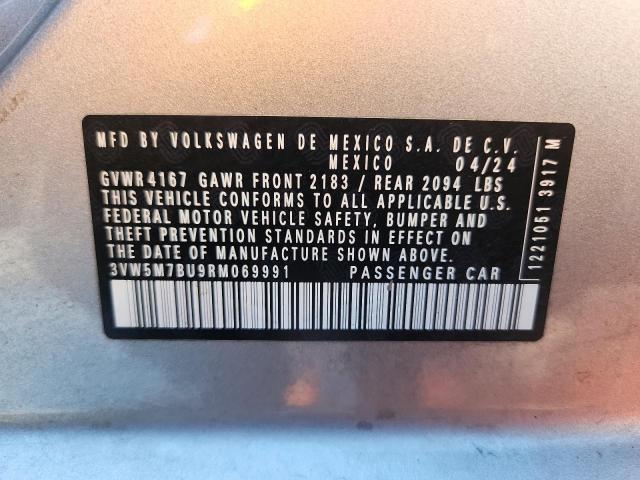 MFD BY VOLKSWAGEN DE MEXICO S.A. DE C.V.
MEXICO 04/24
GVWR 4167 GAWR FRONT 2183 / REAR 2094 LBS
THIS VEHICLE CONFORMS TO ALL APPLICABLE U.S.
FEDERAL MOTOR VEHICLE SAFETY, BUMPER AND
THEFT PREVENTION STANDARDS IN EFFECT ON
THE DATE OF MANUFACTURE SHOWN ABOVE.
3VW5M7BU9RM069991 PASSENGER CAR
1221051 3917 M